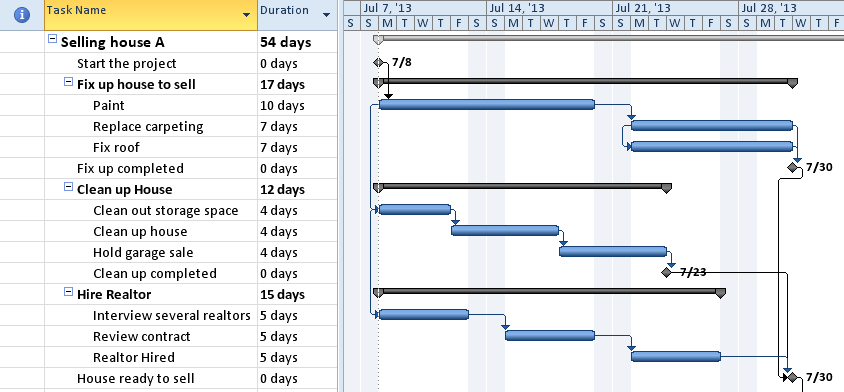 Task Name Duration Jul 7, '13 Jul 14, '13 Jul 21, '13 Jul 28, '13
S S M T W T F S S M T W T F S S M T W T F S S M T W T F
Selling house A 54 days
Start the project 0 days 7/8
Fix up house to sell 17 days
Paint 10 days
Replace carpeting 7 days
Fix roof 7 days
Fix up completed 0 days 7/30
Clean up House 12 days
Clean out storage space 4 days
Clean up house 4 days
Hold garage sale 4 days
Clean up completed 0 days 7/23
Hire Realtor 15 days
Interview several realtors 5 days
Review contract 5 days
Realtor Hired 5 days
House ready to sell 0 days 7/30